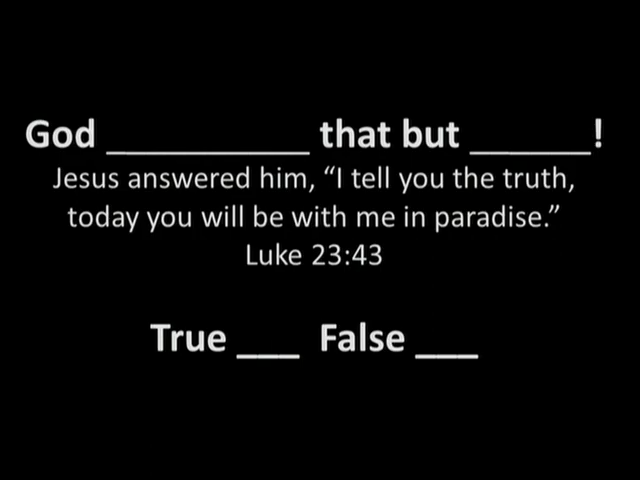 God __________ that but ______!
Jesus answered him, “I tell you the truth,
today you will be with me in paradise.”
Luke 23:43
True ___ False ___